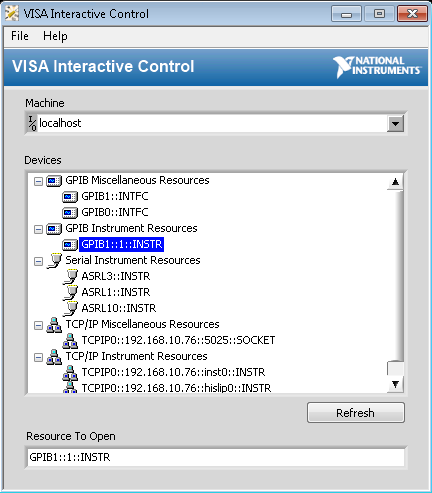 VISA Interactive Control
File Help
VISA Interactive Control
NATIONAL
INSTRUMENTS
Machine
I/0 localhost
Devices
GPIB Miscellaneous Resources
GPIB1::INTFC
GPIB0::INTFC
GPIB Instrument Resources
GPIB1::1::INSTR
Serial Instrument Resources
ASRL3::INSTR
ASRL1::INSTR
ASRL10::INSTR
TCP/IP Miscellaneous Resources
TCPIP0::192.168.10.76::5025::SOCKET
TCP/IP Instrument Resources
TCPIP0::192.168.10.76::inst0::INSTR
TCPIP0::192.168.10.76::hislip0::INSTR
Refresh
Resource To Open
GPIB1::1::INSTR